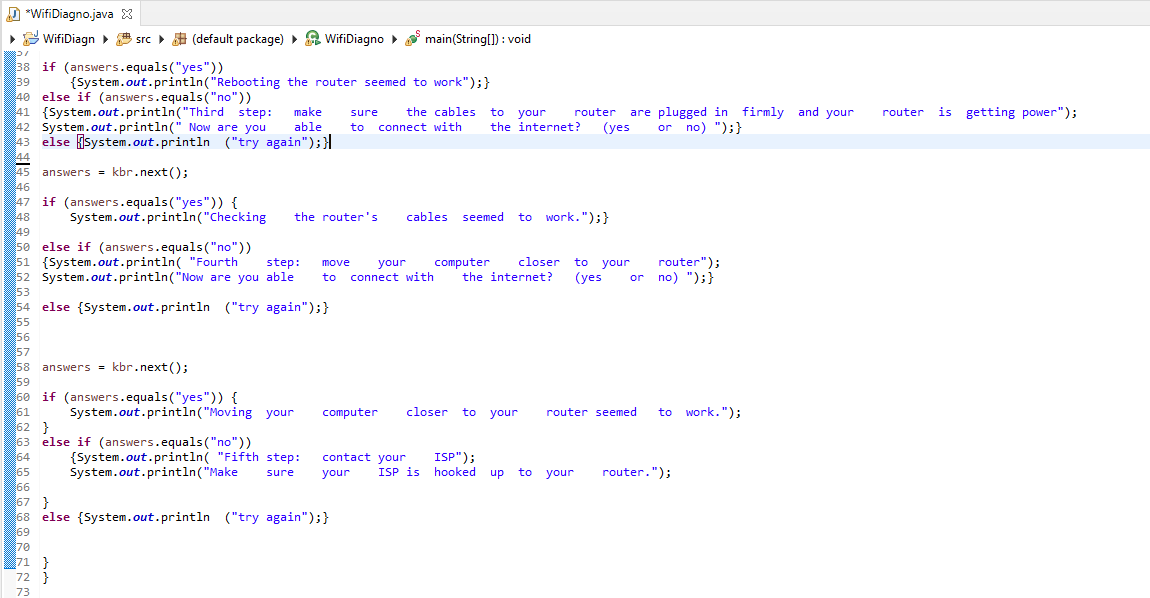 *WifiDiagno.java
WifiDiagn src (default package) WifiDiagno main(String[]) : void
37
38 if (answers.equals("yes"))
39 {System.out.println("Rebooting the router seemed to work");}
40 else if (answers.equals("no"))
41 {System.out.println("Third step: make sure the cables to your router are plugged in firmly and your router is getting power");
42 System.out.println(" Now are you able to connect with the internet? (yes or no) ");}
43 else {System.out.println ("try again");}
44
45 answers = kbr.next();
46
47 if (answers.equals("yes")) {
48 System.out.println("Checking the router's cables seemed to work.");}
49
50 else if (answers.equals("no"))
51 {System.out.println( "Fourth step: move your computer closer to your router");
52 System.out.println("Now are you able to connect with the internet? (yes or no) ");}
53
54 else {System.out.println ("try again");}
55
56
57
58 answers = kbr.next();
59
60 if (answers.equals("yes")) {
61 System.out.println("Moving your computer closer to your router seemed to work.");
62 }
63 else if (answers.equals("no"))
64 {System.out.println( "Fifth step: contact your ISP");
65 System.out.println("Make sure your ISP is hooked up to your router.");
66
67 }
68 else {System.out.println ("try again");}
69
70
71 }
72 }
73